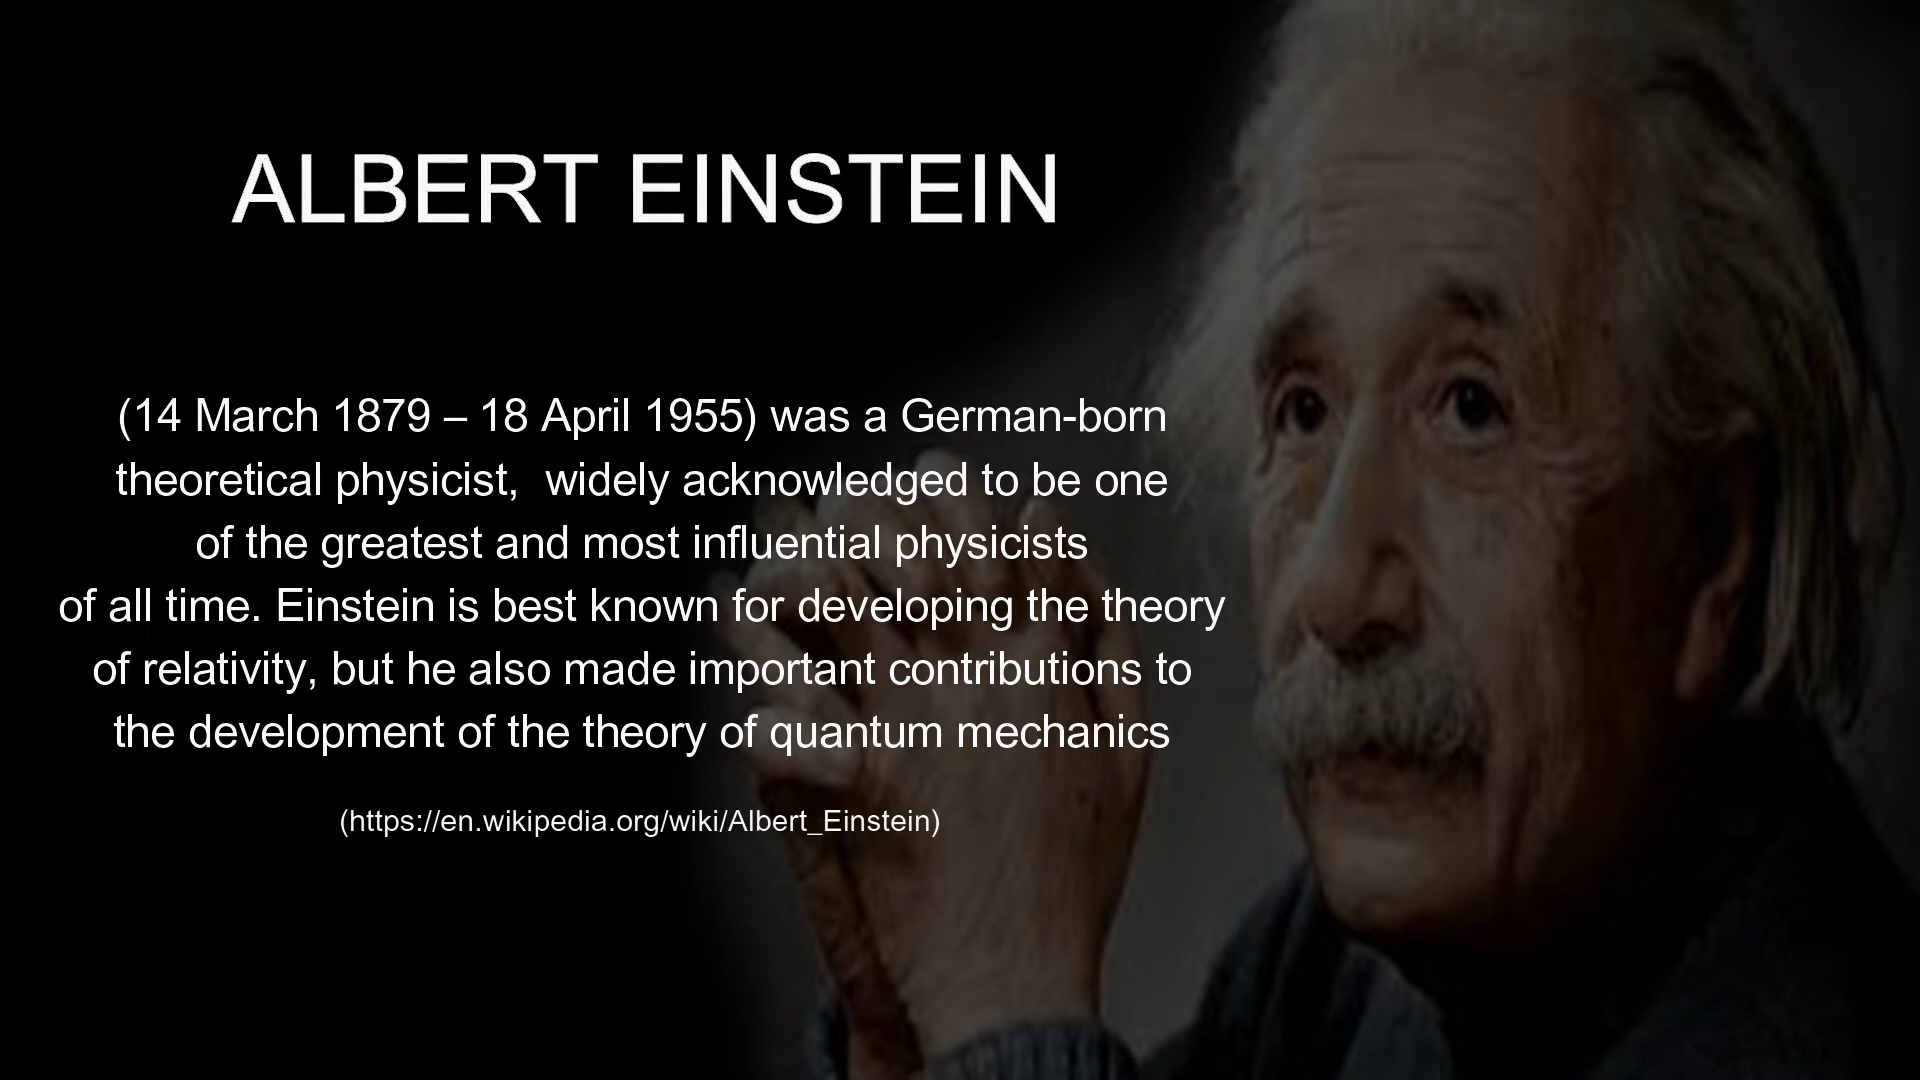 ALBERT EINSTEIN
(14 March 1879 – 18 April 1955) was a German-born
theoretical physicist,  widely acknowledged to be one
of the greatest and most influential physicists
of all time. Einstein is best known for developing the theory
of relativity, but he also made important contributions to
the development of the theory of quantum mechanics
(https://en.wikipedia.org/wiki/Albert_Einstein)